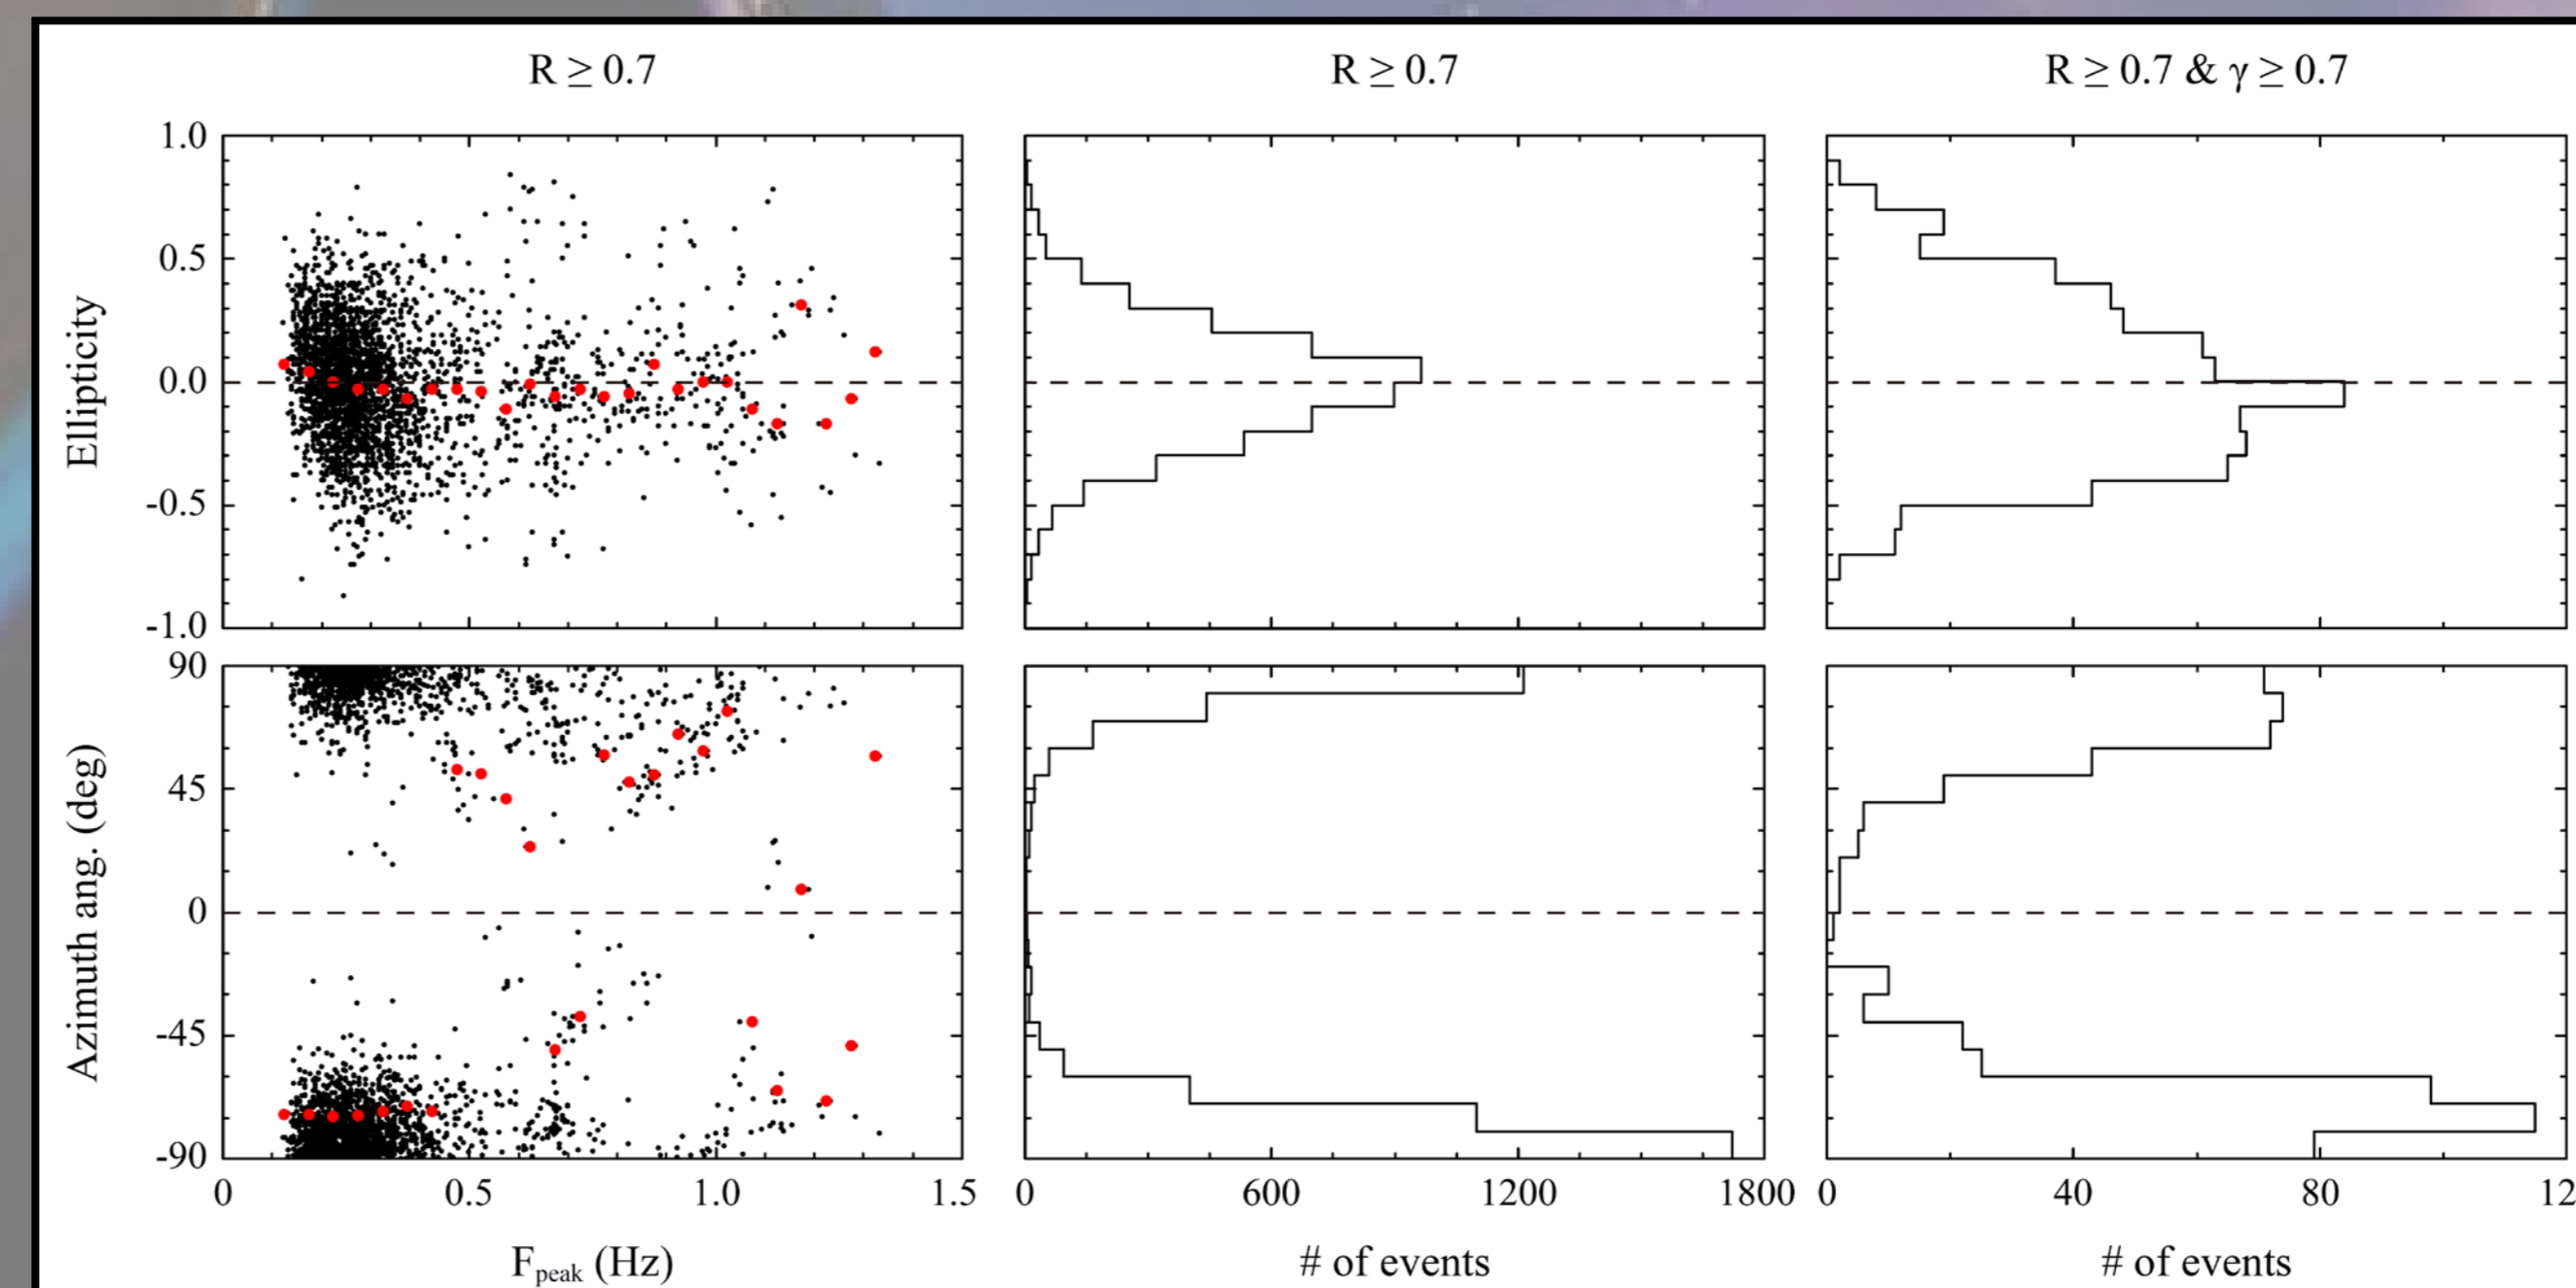 R ≥ 0.7
R ≥ 0.7
R ≥ 0.7 & γ ≥ 0.7
1.0
0.5
0.0
-0.5
-1.0
Ellipticity
90
45
0
-45
-90
Azimuth ang. (deg)
0 0.5 1.0 1.5
0 600 1200 1800
0 40 80
Fpeak (Hz)
# of events
# of events